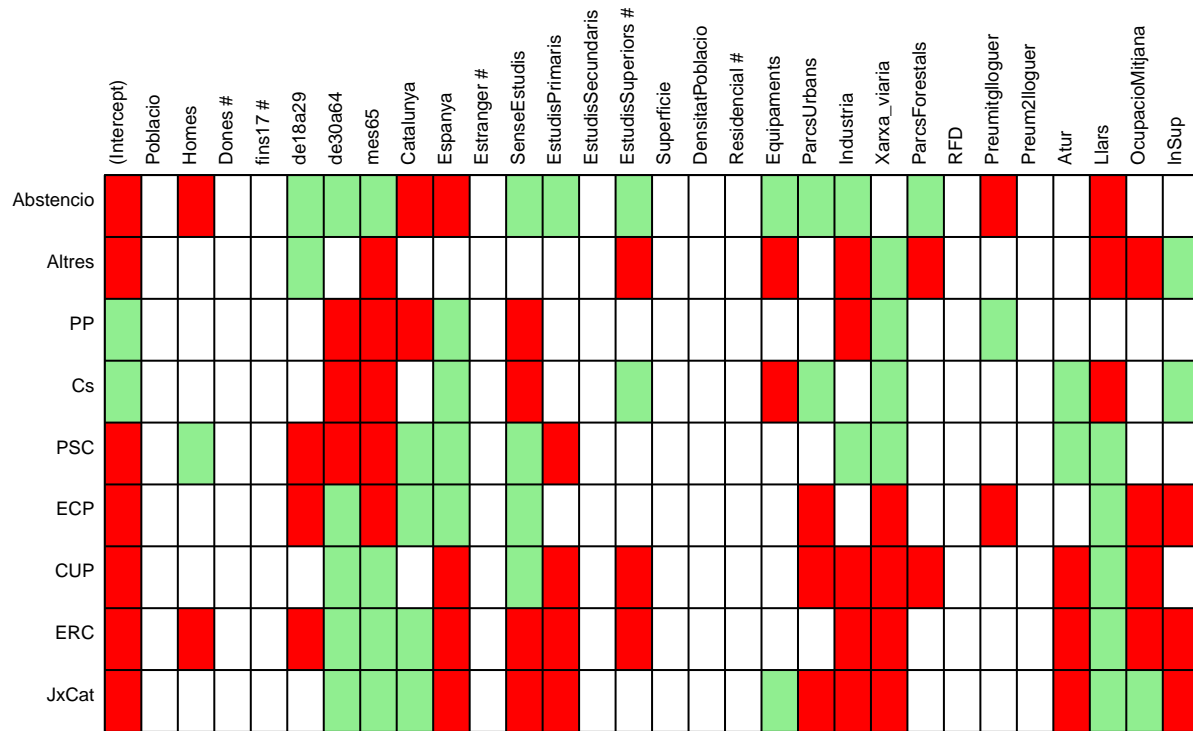 (Intercept)
Poblacio
Homes
Dones #
fins17 #
de18a29
de30a64
mes65
Catalunya
Espanya
Estranger #
SenseEstudis
EstudisPrimaris
EstudisSecundaris
EstudisSuperiors #
Superficie
DensitatPoblacio
Residencial #
Equipaments
ParcsUrbans
Industria
Xarxa_viaria
ParcsForestals
RFD
Preumitglloguer
Preum2lloguer
Atur
Llars
OcupacioMitjana
InSup
Abstencio
Altres
PP
Cs
PSC
ECP
CUP
ERC
JxCat